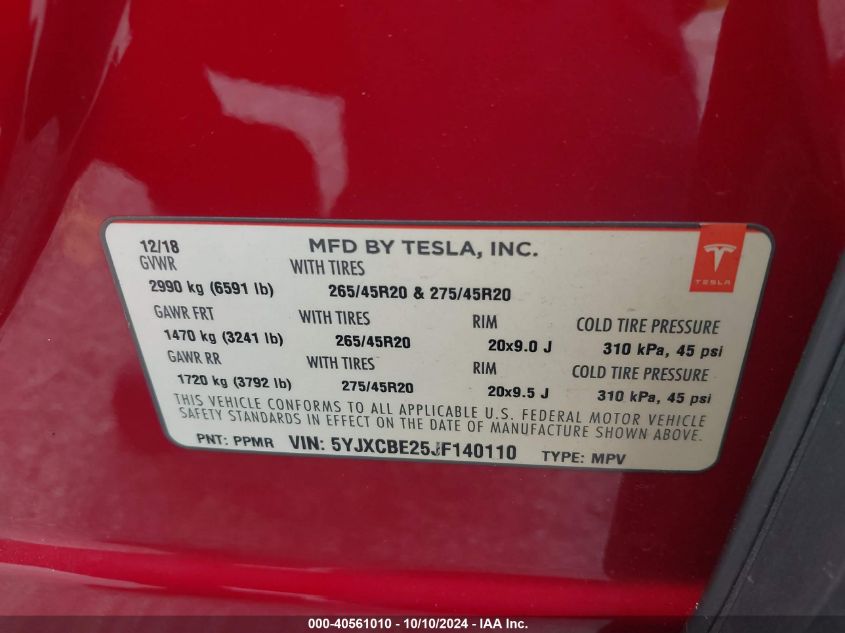 12/18 MFD BY TESLA, INC.
TESLA
GVWR WITH TIRES
2990 kg (6591 lb) 265/45R20 & 275/45R20
GAWR FRT WITH TIRES RIM COLD TIRE PRESSURE
1470 kg (3241 lb) 265/45R20 20x9.0 J 310 kPa, 45 psi
GAWR RR WITH TIRES RIM COLD TIRE PRESSURE
1720 kg (3792 lb) 275/45R20 20x9.5 J 310 kPa, 45 psi
THIS VEHICLE CONFORMS TO ALL APPLICABLE U.S. FEDERAL MOTOR VEHICLE
SAFETY STANDARDS IN EFFECT ON THE DATE OF MANUFACTURE SHOWN ABOVE.
PNT: PPMR VIN: 5YJXCBE25JF140110 TYPE: MPV
000-40561010 - 10/10/2024 - IAA Inc.